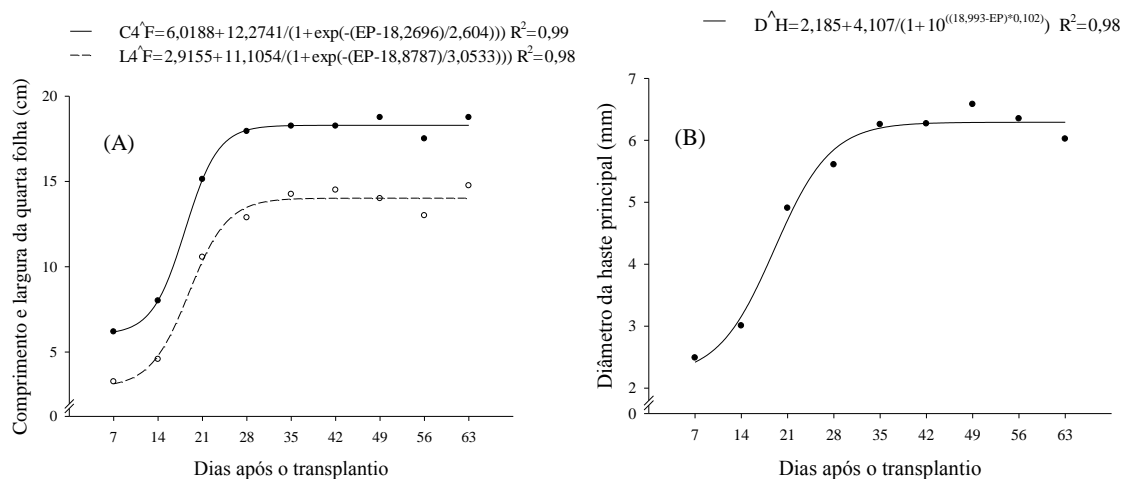 C4^F=6,0188+12,2741/(1+exp(-(EP-18,2696)/2,604))) R²=0,99
L4^F=2,9155+11,1054/(1+exp(-(EP-18,8787)/3,0533))) R²=0,98
Comprimento e largura da quarta folha (cm)
20
15
10
5
0
(A)
7 14 21 28 35 42 49 56 63
Dias após o transplantio
D^H=2,185+4,107/(1+10^((18,993-EP)*0,102)) R²=0,98
Diâmetro da haste principal (mm)
7
6
5
4
3
2
0
(B)
7 14 21 28 35 42 49 56 63
Dias após o transplantio